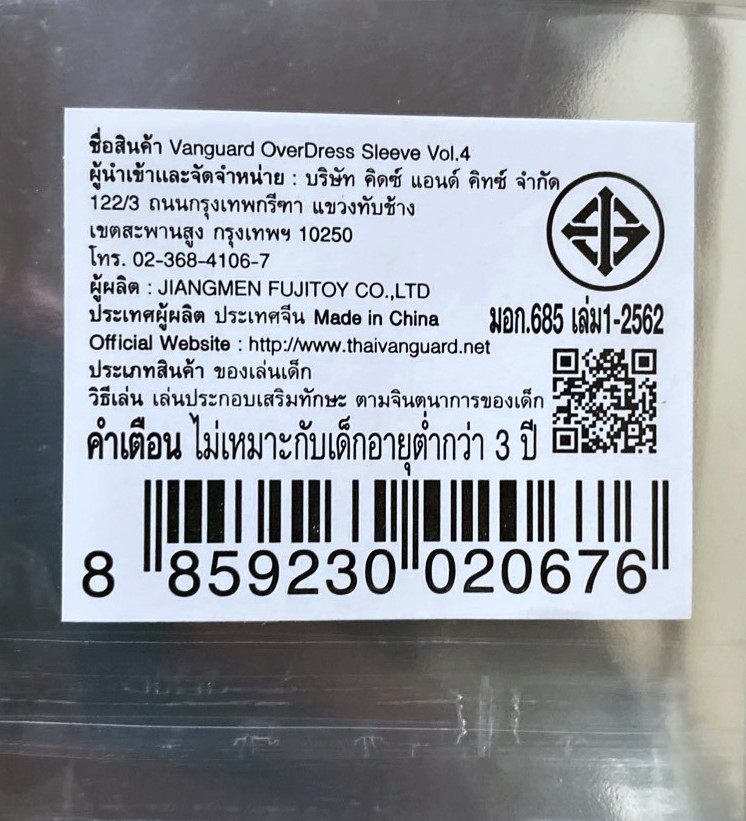 ชื่อสินค้า Vanguard OverDress Sleeve Vol.4
ผู้นำเข้าและจัดจำหน่าย : บริษัท คิดซ์ แอนด์ คิทซ์ จำกัด
122/3 ถนนกรุงเทพกรีฑา แขวงทับช้าง
เขตสะพานสูง กรุงเทพฯ 10250
โทร. 02-368-4106-7
ผู้ผลิต : JIANGMEN FUJITOY CO.,LTD
ประเทศผู้ผลิต ประเทศจีน Made in China
มอก.685 เล่ม1-2562
Official Website : http://www.thaivanguard.net
ประเภทสินค้า ของเล่นเด็ก
วิธีเล่น เล่นประกอบเสริมทักษะ ตามจินตนาการของเด็ก
คำเตือน ไม่เหมาะกับเด็กอายุต่ำกว่า 3 ปี
8 859230 020676